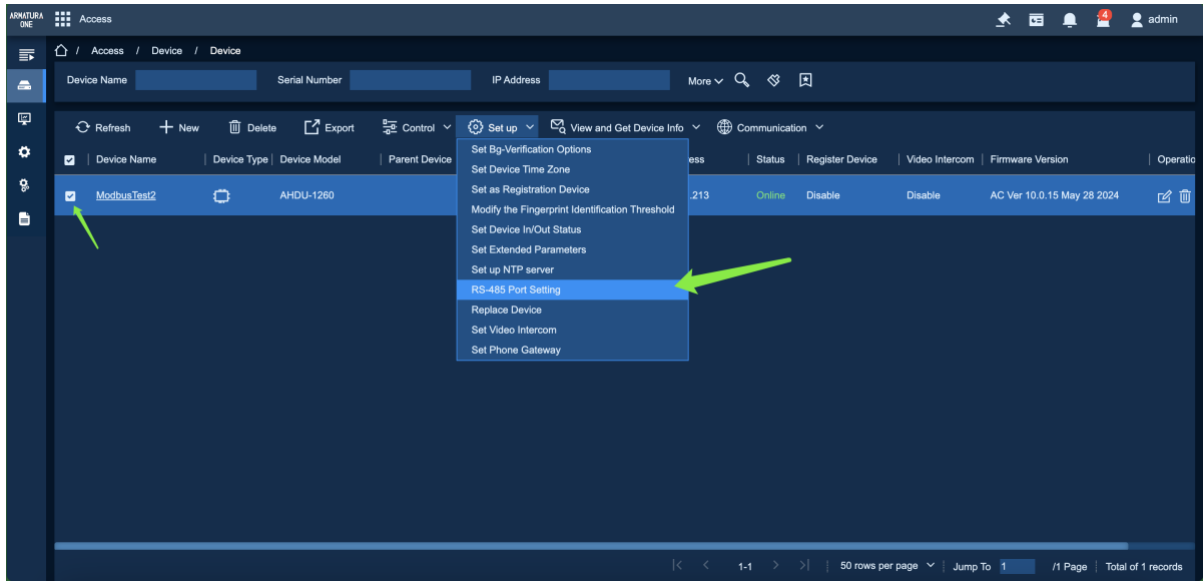 ARMATURA ONE
Access
4
admin
/ Access / Device / Device
Device Name
Serial Number
IP Address
More
Refresh
New
Delete
Export
Control
Set up
View and Get Device Info
Communication
Device Name
Device Type
Device Model
Parent Device
ess
Status
Register Device
Video Intercom
Firmware Version
Operatio
ModbusTest2
AHDU-1260
.213
Online
Disable
Disable
AC Ver 10.0.15 May 28 2024
Set Bg-Verification Options
Set Device Time Zone
Set as Registration Device
Modify the Fingerprint Identification Threshold
Set Device In/Out Status
Set Extended Parameters
Set up NTP server
RS-485 Port Setting
Replace Device
Set Video Intercom
Set Phone Gateway
1-1
50 rows per page
Jump To 1 /1 Page
Total of 1 records